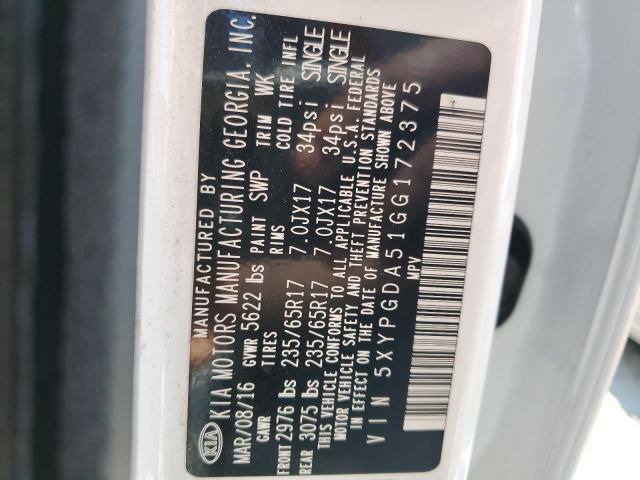 MANUFACTURED BY
KIA KIA MOTORS MANUFACTURING GEORGIA, INC.
MAR/08/16 GVWR 5622 lbs PAINT SWP TRIM WK
GAWR TIRES RIMS COLD TIRE INFL
FRONT 2976 lbs 235/65R17 7.0JX17 34psi SINGLE
REAR 3075 lbs 235/65R17 7.0JX17 34psi SINGLE
THIS VEHICLE CONFORMS TO ALL APPLICABLE U.S.A. FEDERAL
MOTOR VEHICLE SAFETY AND THEFT PREVENTION STANDARDS
IN EFFECT ON THE DATE OF MANUFACTURE SHOWN ABOVE
VIN 5XYPGDA51GG172375
MPV